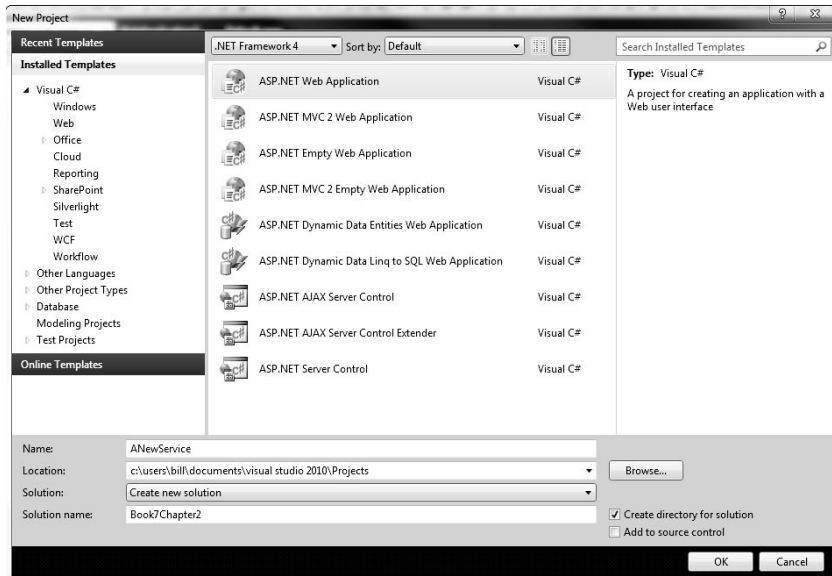 New Project
Recent Templates
Installed Templates
Visual C#
Windows
Web
Office
Cloud
Reporting
SharePoint
Silverlight
Test
WCF
Workflow
Other Languages
Other Project Types
Database
Modeling Projects
Test Projects
Online Templates
.NET Framework 4 Sort by: Default
ASP.NET Web Application Visual C#
ASP.NET MVC 2 Web Application Visual C#
ASP.NET Empty Web Application Visual C#
ASP.NET MVC 2 Empty Web Application Visual C#
ASP.NET Dynamic Data Entities Web Application Visual C#
ASP.NET Dynamic Data Linq to SQL Web Application Visual C#
ASP.NET AJAX Server Control Visual C#
ASP.NET AJAX Server Control Extender Visual C#
ASP.NET Server Control Visual C#
Search Installed Templates
Type: Visual C#
A project for creating an application with a
Web user interface
Name: ANewService
Location: c:\users\bill\documents\visual studio 2010\Projects Browse...
Solution: Create new solution
Solution name: Book7Chapter2
Create directory for solution
Add to source control
OK Cancel